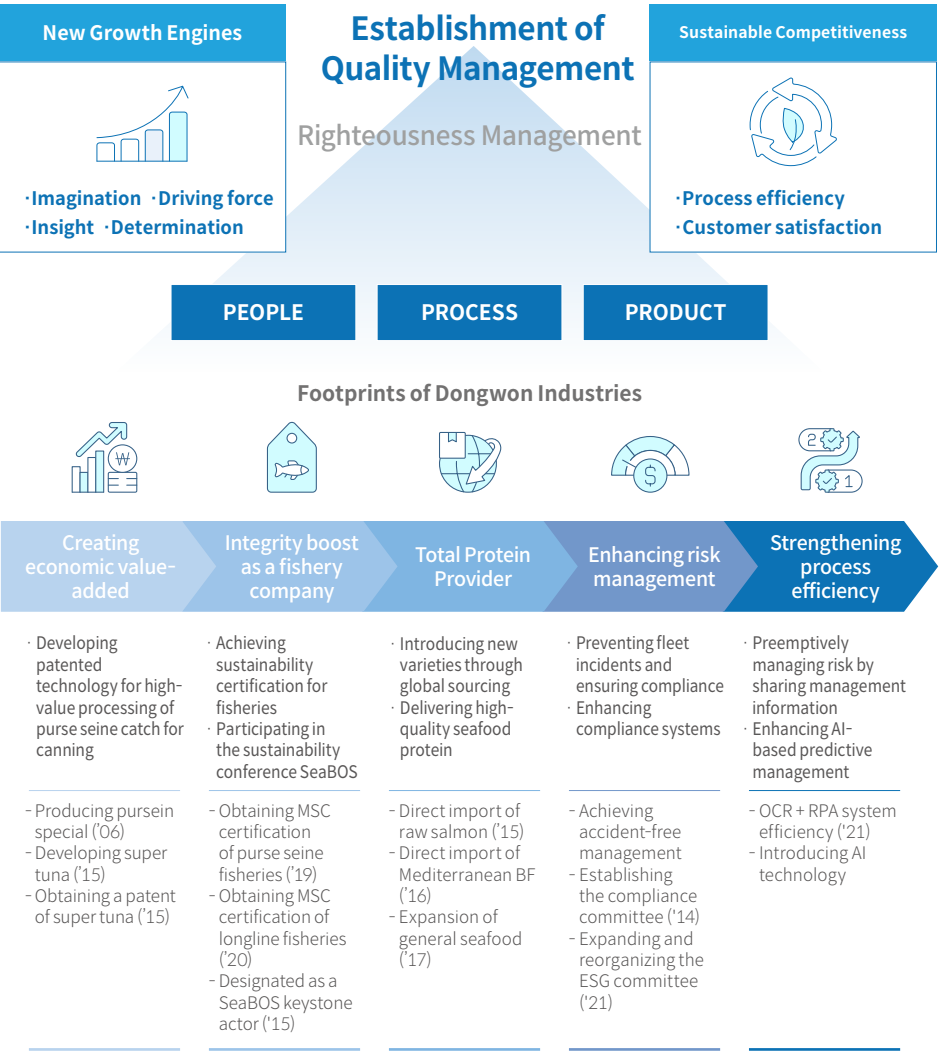 New Growth Engines
·Imagination ·Driving force
·Insight ·Determination
Establishment of
Quality Management
Righteousness Management
Sustainable Competitiveness
·Process efficiency
·Customer satisfaction
PEOPLE
PROCESS
PRODUCT
Footprints of Dongwon Industries
₩
$
2
1
Creating
economic value-
added
Integrity boost
as a fishery
company
Total Protein
Provider
Enhancing risk
management
Strengthening
process
efficiency
· Developing
patented
technology for high-
value processing of
purse seine catch for
canning
· Achieving
sustainability
certification for
fisheries
· Participating in
the sustainability
conference SeaBOS
· Introducing new
varieties through
global sourcing
· Delivering high-
quality seafood
protein
· Preventing fleet
incidents and
ensuring compliance
· Enhancing
compliance systems
· Preemptively
managing risk by
sharing management
information
· Enhancing AI-
based predictive
management
- Producing pursein
special ('06)
- Developing super
tuna ('15)
- Obtaining a patent
of super tuna ('15)
- Obtaining MSC
certification
of purse seine
fisheries ('19)
- Obtaining MSC
certification of
longline fisheries
('20)
- Designated as a
SeaBOS keystone
actor ('15)
- Direct import of
raw salmon ('15)
- Direct import of
Mediterranean BF
('16)
- Expansion of
general seafood
('17)
- Achieving
accident-free
management
- Establishing
the compliance
committee ('14)
- Expanding and
reorganizing the
ESG committee
('21)
- OCR + RPA system
efficiency ('21)
- Introducing AI
technology